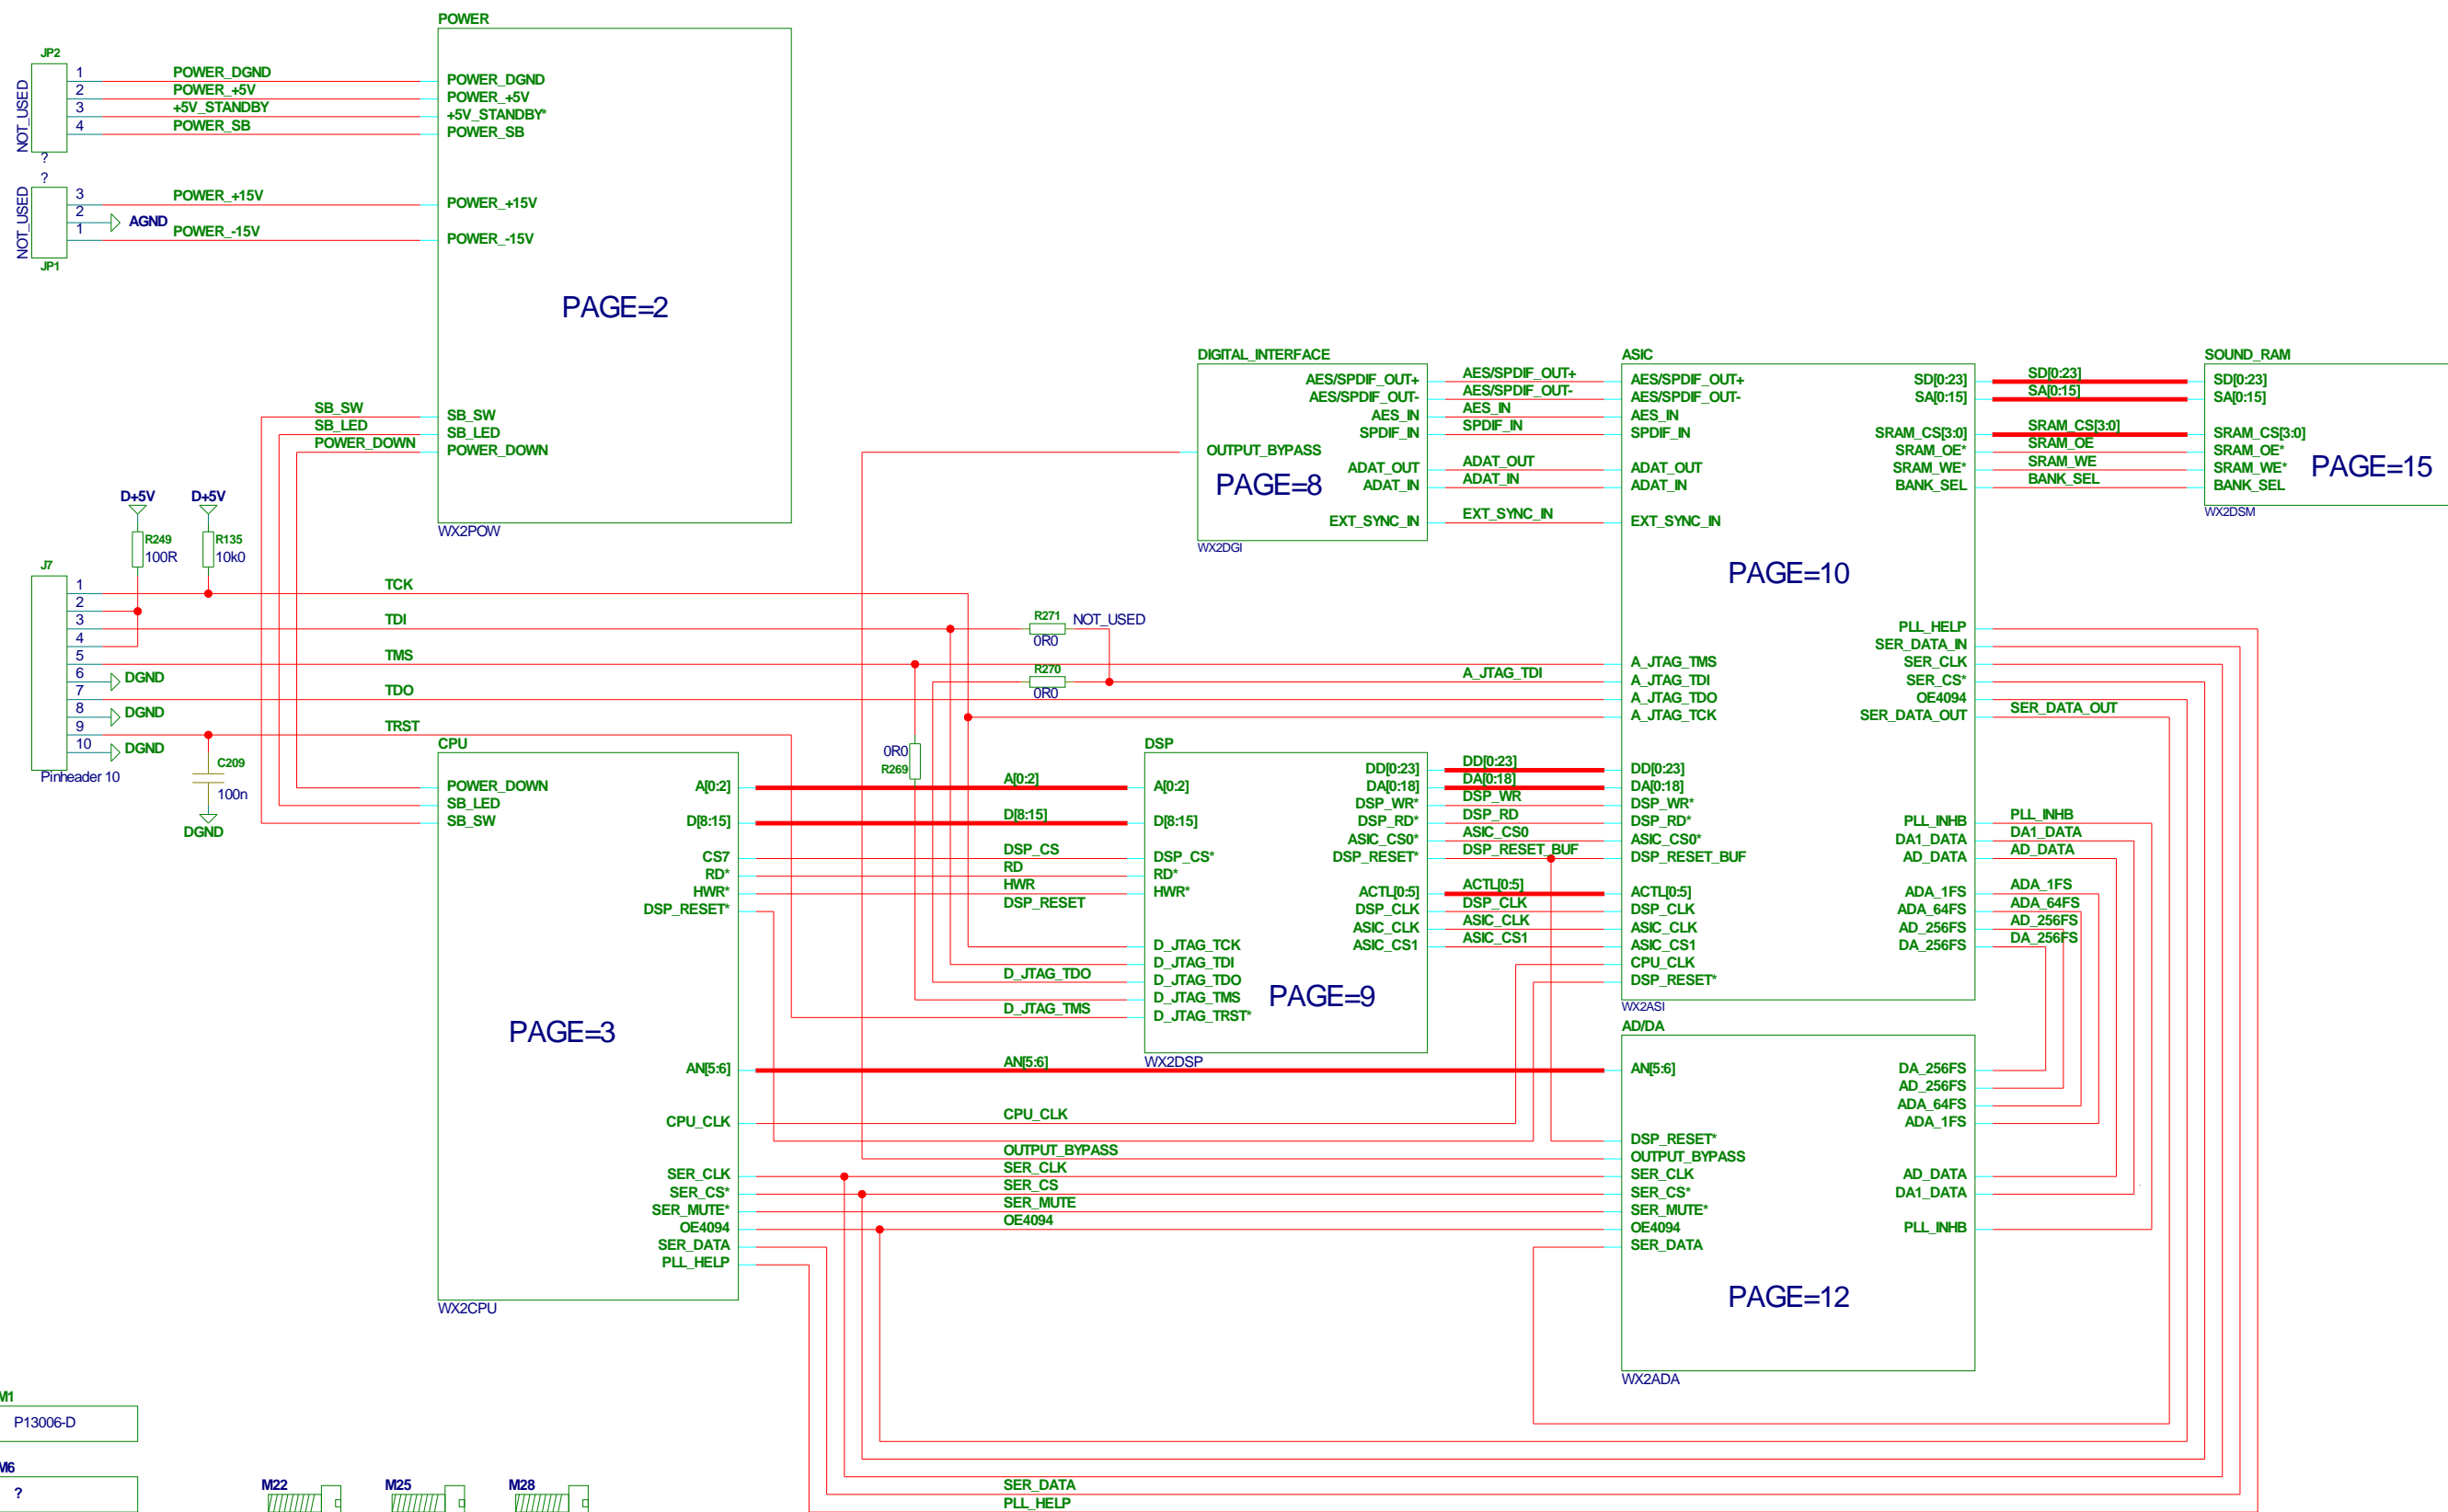 POWER
JP2
NOT_USED
?
1
2
3
4
POWER_DGND
POWER_+5V
+5V_STANDBY
POWER_SB
POWER_DGND
POWER_+5V
+5V_STANDBY*
POWER_SB
?
NOT_USED
JP1
3
2
1
POWER_+15V
AGND
POWER_-15V
POWER_+15V
POWER_-15V
PAGE=2
SB_SW
SB_LED
POWER_DOWN
SB_SW
SB_LED
POWER_DOWN
WX2POW
D+5V
D+5V
R249
100R
R135
10k0
J7
1
2
3
4
5
6
7
8
9
10
Pinheader 10
TCK
TDI
TMS
DGND
TDO
DGND
TRST
DGND
C209
100n
DGND
R271
0R0
NOT_USED
R270
0R0
A_JTAG_TDI
0R0
R269
DIGITAL_INTERFACE
AES/SPDIF_OUT+
AES/SPDIF_OUT-
AES_IN
SPDIF_IN
OUTPUT_BYPASS
ADAT_OUT
ADAT_IN
PAGE=8
EXT_SYNC_IN
WX2DGI
AES/SPDIF_OUT+
AES/SPDIF_OUT-
AES_IN
SPDIF_IN
ADAT_OUT
ADAT_IN
EXT_SYNC_IN
ASIC
AES/SPDIF_OUT+
AES/SPDIF_OUT-
AES_IN
SPDIF_IN
ADAT_OUT
ADAT_IN
EXT_SYNC_IN
PAGE=10
A_JTAG_TMS
A_JTAG_TDI
A_JTAG_TDO
A_JTAG_TCK
DD[0:23]
DA[0:18]
DSP_WR*
DSP_RD*
ASIC_CS0*
DSP_RESET_BUF
ACTL[0:5]
DSP_CLK
ASIC_CLK
ASIC_CS1
CPU_CLK
DSP_RESET*
SD[0:23]
SA[0:15]
SRAM_CS[3:0]
SRAM_OE*
SRAM_WE*
BANK_SEL
PLL_HELP
SER_DATA_IN
SER_CLK
SER_CS*
OE4094
SER_DATA_OUT
PLL_INHB
DA1_DATA
AD_DATA
ADA_1FS
ADA_64FS
AD_256FS
DA_256FS
WX2ASI
SD[0:23]
SA[0:15]
SRAM_CS[3:0]
SRAM_OE
SRAM_WE
BANK_SEL
SOUND_RAM
SD[0:23]
SA[0:15]
SRAM_CS[3:0]
SRAM_OE*
SRAM_WE*
BANK_SEL
PAGE=15
WX2DSM
SER_DATA_OUT
PLL_INHB
DA1_DATA
AD_DATA
ADA_1FS
ADA_64FS
AD_256FS
DA_256FS
CPU
POWER_DOWN
SB_LED
SB_SW
A[0:2]
D[8:15]
CS7
RD*
HWR*
DSP_RESET*
PAGE=3
AN[5:6]
CPU_CLK
SER_CLK
SER_CS*
SER_MUTE*
OE4094
SER_DATA
PLL_HELP
WX2CPU
A[0:2]
D[8:15]
DSP_CS
RD
HWR
DSP_RESET
D_JTAG_TDO
D_JTAG_TMS
AN[5:6]
CPU_CLK
OUTPUT_BYPASS
SER_CLK
SER_CS
SER_MUTE
OE4094
SER_DATA
PLL_HELP
DSP
A[0:2]
D[8:15]
DSP_CS*
RD*
HWR*
D_JTAG_TCK
D_JTAG_TDI
D_JTAG_TDO
D_JTAG_TMS
D_JTAG_TRST*
DD[0:23]
DA[0:18]
DSP_WR*
DSP_RD*
ASIC_CS0*
DSP_RESET*
ACTL[0:5]
DSP_CLK
ASIC_CLK
ASIC_CS1
PAGE=9
WX2DSP
DD[0:23]
DA[0:18]
DSP_WR
DSP_RD
ASIC_CS0
DSP_RESET_BUF
ACTL[0:5]
DSP_CLK
ASIC_CLK
ASIC_CS1
AD/DA
AN[5:6]
DSP_RESET*
OUTPUT_BYPASS
SER_CLK
SER_CS*
SER_MUTE*
OE4094
SER_DATA
DA_256FS
AD_256FS
ADA_64FS
ADA_1FS
AD_DATA
DA1_DATA
PLL_INHB
PAGE=12
WX2ADA
M1
P13006-D
M6
?
M22
M25
M28